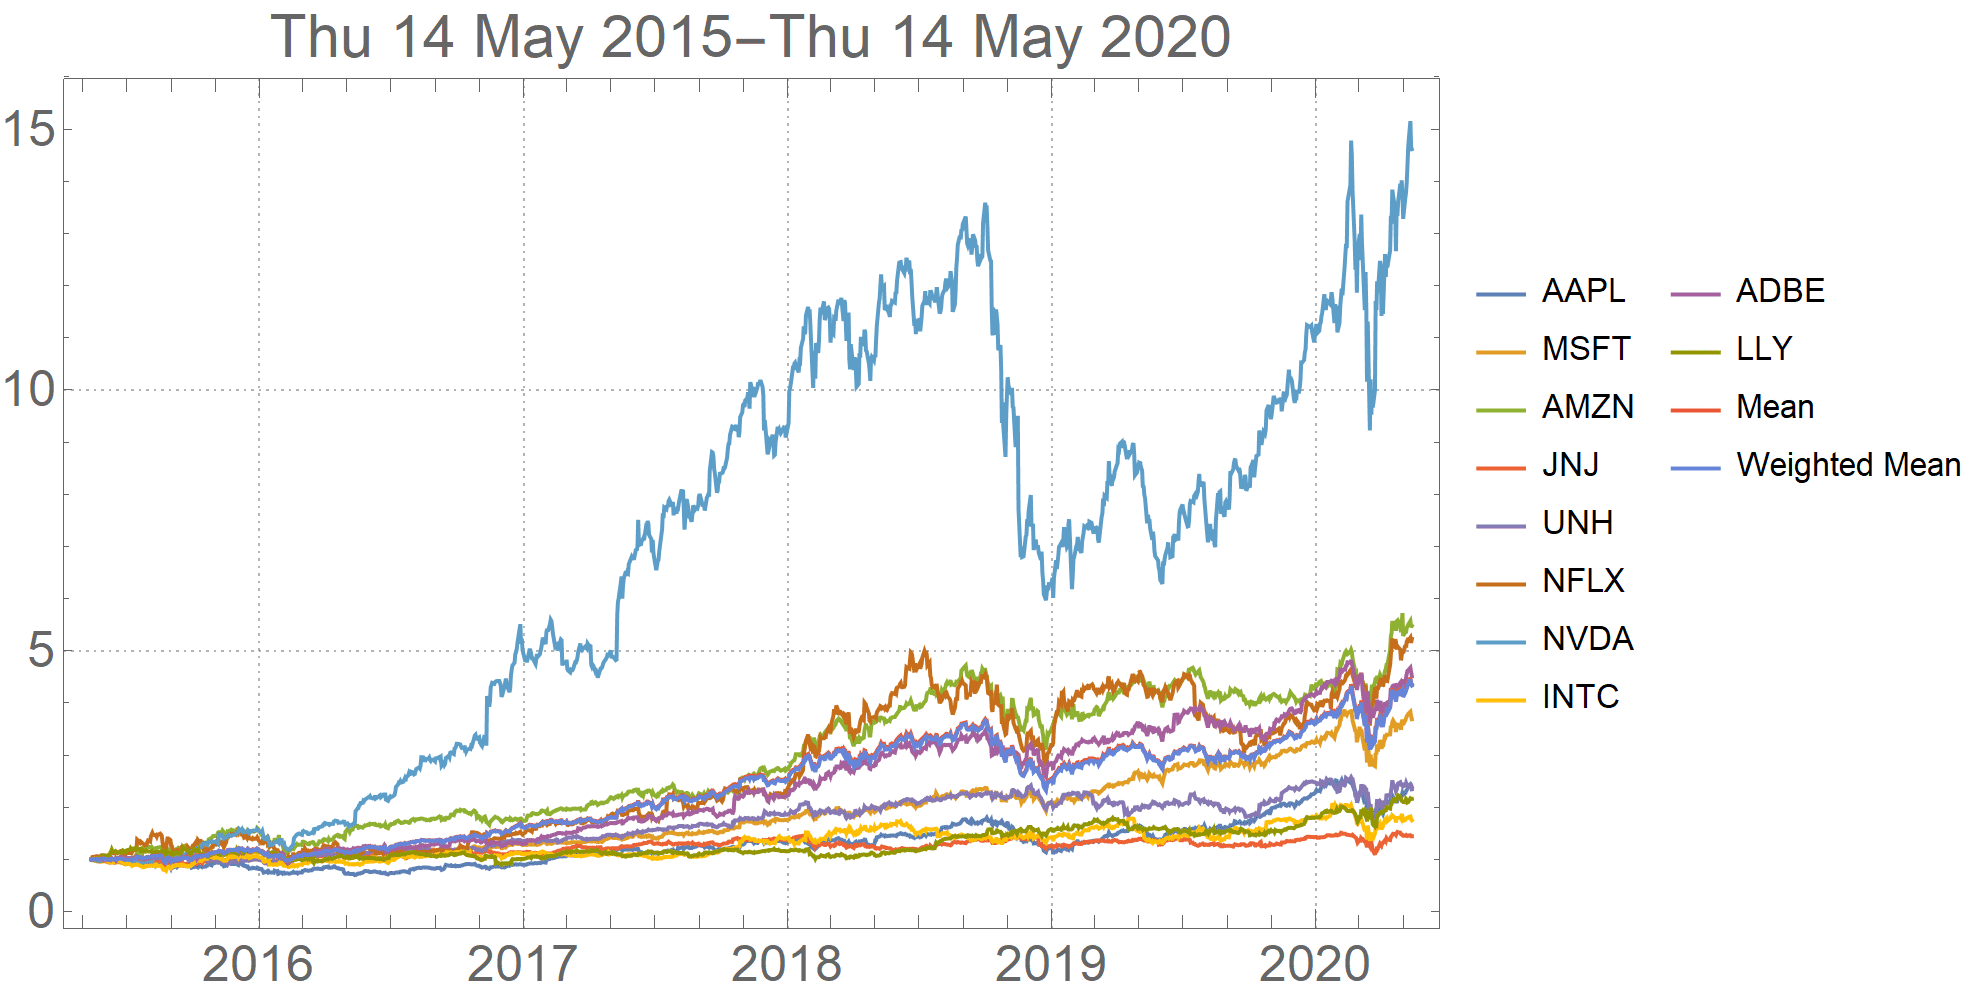 Thu 14 May 2015–Thu 14 May 2020
15
10
5
0
2016 2017 2018 2019 2020
AAPL ADBE
MSFT LLY
AMZN Mean
JNJ Weighted Mean
UNH
NFLX
NVDA
INTC